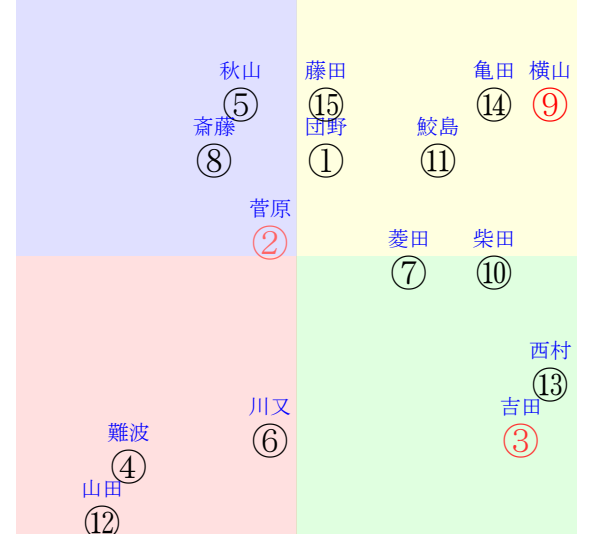 秋山 藤田 亀田 横山
⑤ ⑮ ⑭ ⑨
斎藤 団野 鮫島
⑧ ① ⑪
菅原
②
菱田 柴田
⑦ ⑩
西村
⑬
川又 吉田
⑥ ③
難波
④
山田
⑫